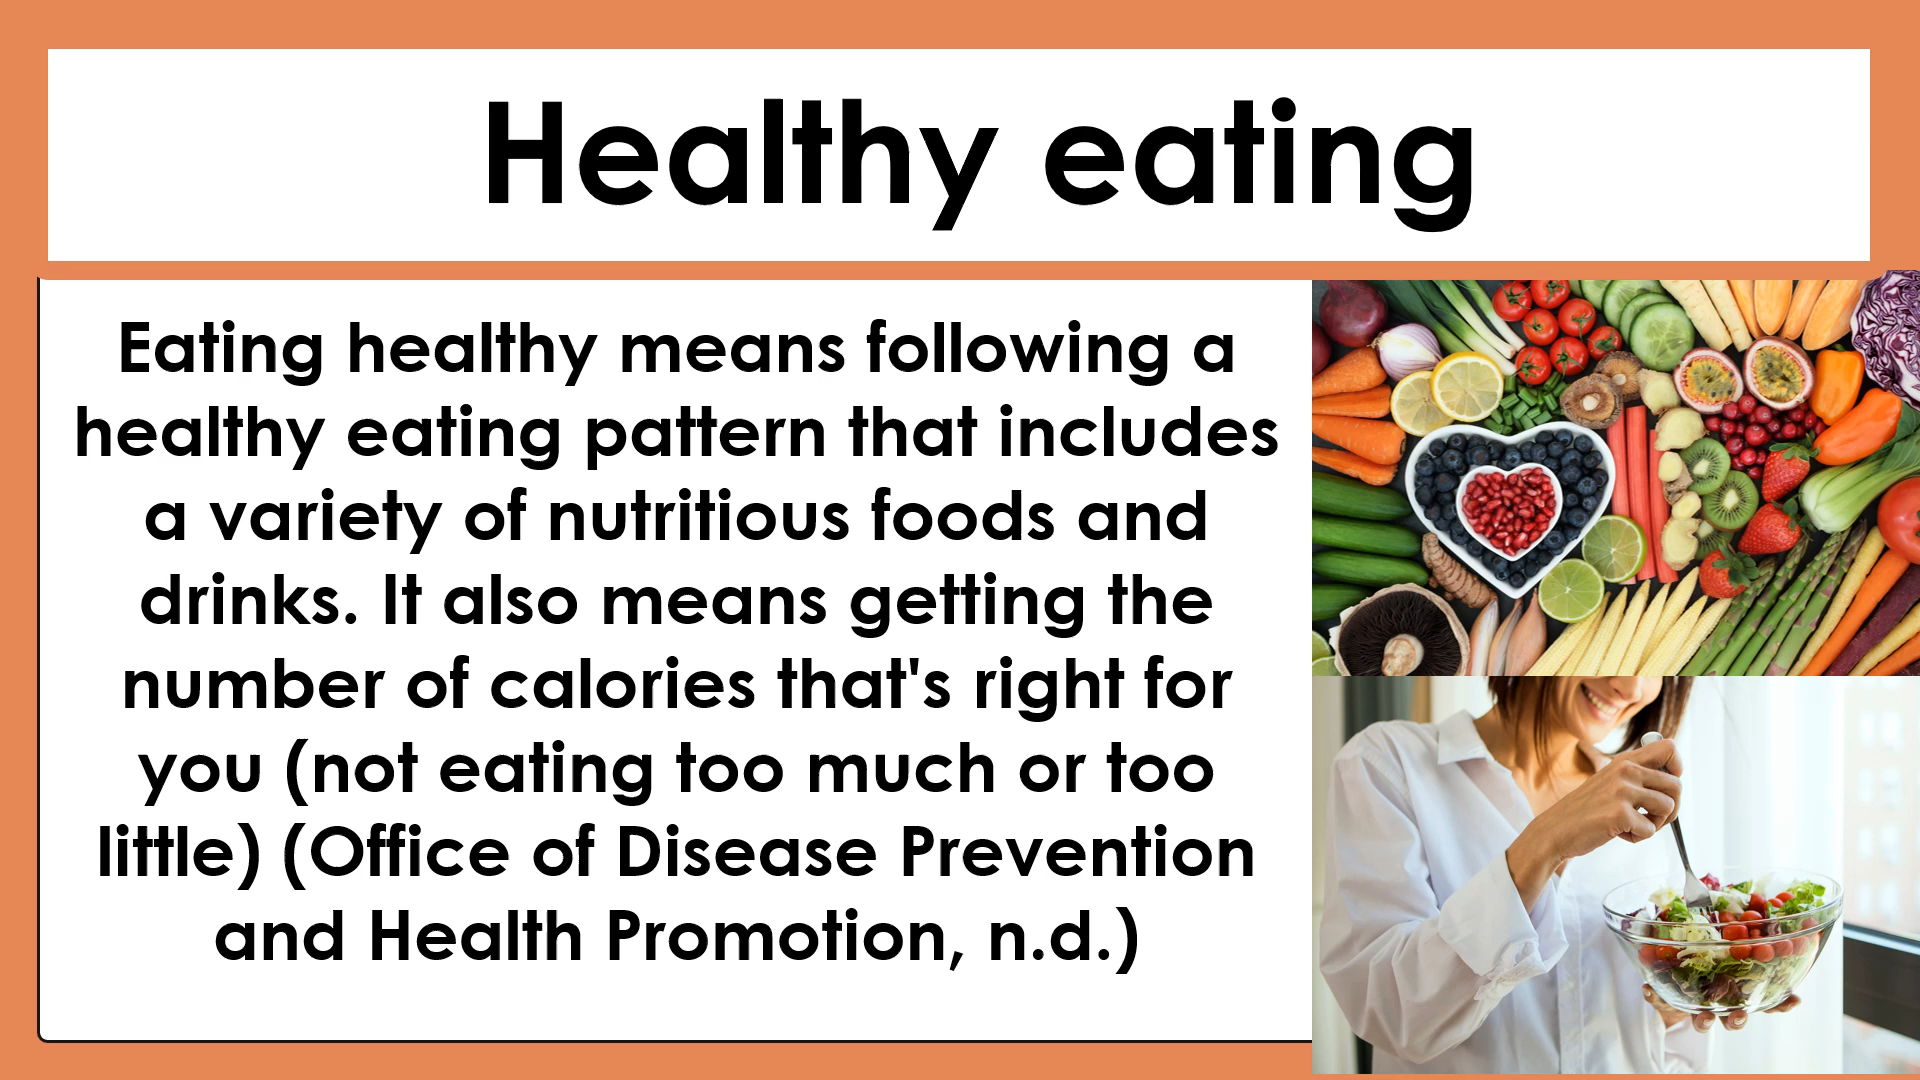 Healthy eating
Eating healthy means following a
healthy eating pattern that includes
a variety of nutritious foods and
drinks. It also means getting the
number of calories that's right for
you (not eating too much or too
little) (Office of Disease Prevention
and Health Promotion, n.d.)